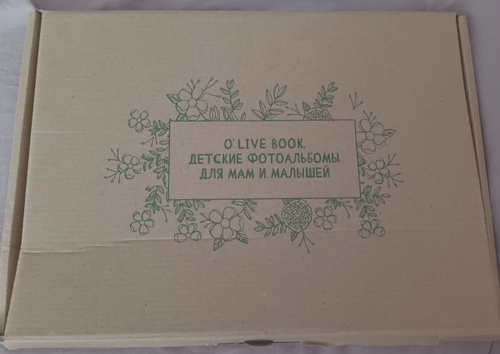 O'LIVE BOOK.
ДЕТСКИЕ ФОТОАЛЬБОМЫ
ДЛЯ МАМ И МАЛЫШЕЙ